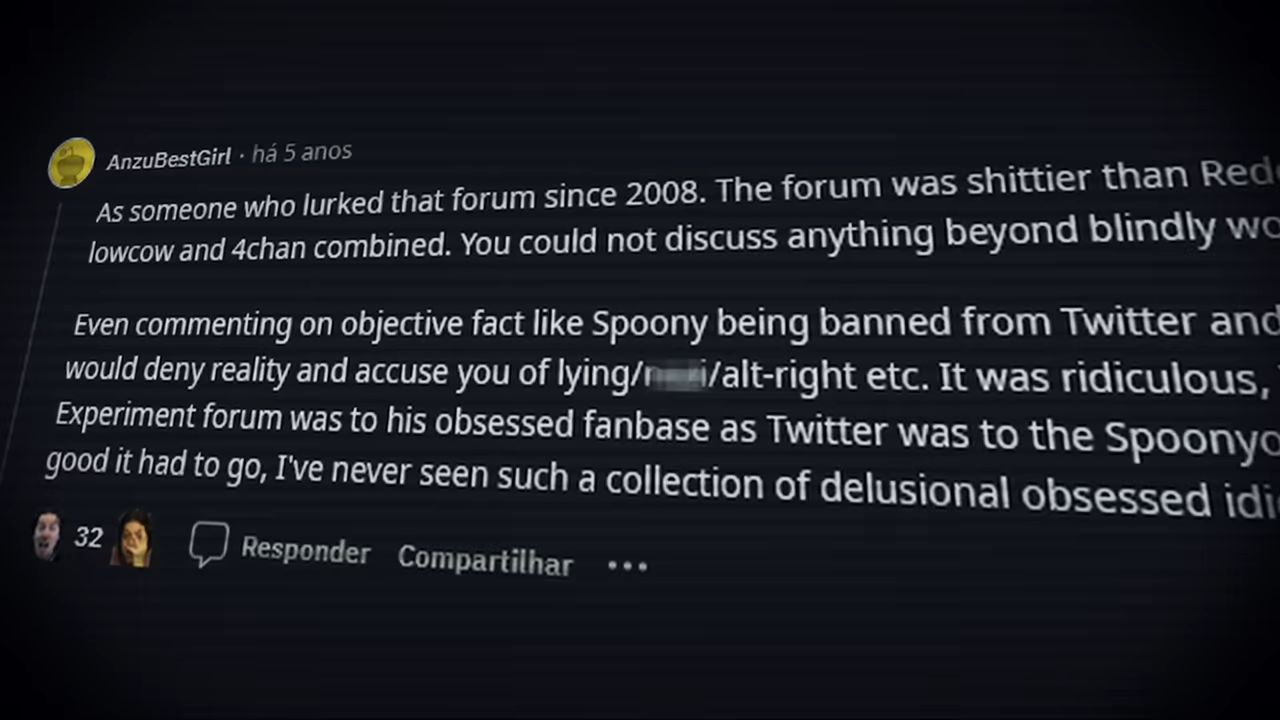 AnzuBestGirl · há 5 anos
As someone who lurked that forum since 2008. The forum was shittier than
lowcow and 4chan combined. You could not discuss anything beyond blindly
Even commenting on objective fact like Spoony being banned from Twitter and
would deny reality and accuse you of lying/ /alt-right etc. It was ridiculous,
Experiment forum was to his obsessed fanbase as Twitter was to the
good it had to go, I've never seen such a collection of delusional obsessed
32 Responder Compartilhar •••